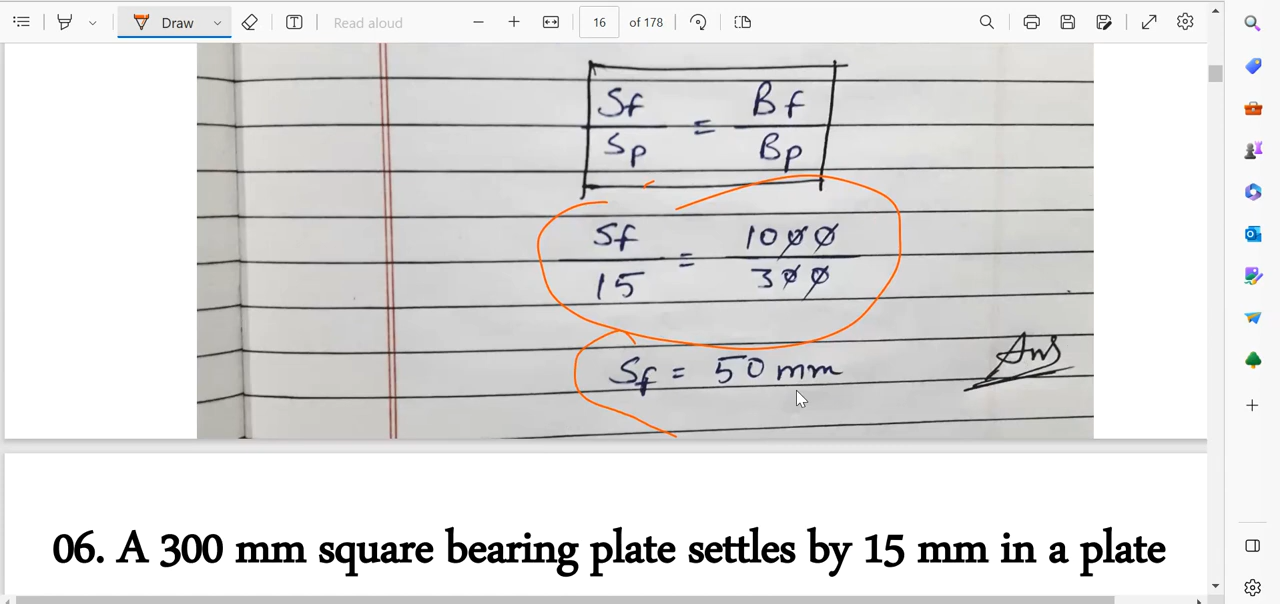 Draw
Read aloud
16 of 178
Sf / Sp = Bf / Bp
Sf / 15 = 1000 / 300
Sf = 50 mm
Ans
06. A 300 mm square bearing plate settles by 15 mm in a plate